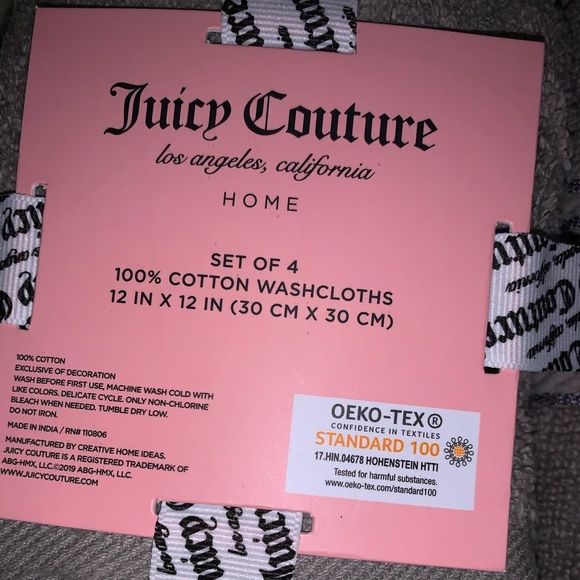 Juicy Couture
los angeles, california
HOME
SET OF 4
100% COTTON WASHCLOTHS
12 IN X 12 IN (30 CM X 30 CM)
100% COTTON
EXCLUSIVE OF DECORATION
WASH BEFORE FIRST USE, MACHINE WASH COLD WITH
LIKE COLORS. DELICATE CYCLE. ONLY NON-CHLORINE
BLEACH WHEN NEEDED. TUMBLE DRY LOW.
DO NOT IRON.
MADE IN INDIA / RN# 110806
MANUFACTURED BY CREATIVE HOME IDEAS.
JUICY COUTURE IS A REGISTERED TRADEMARK OF
ABG-HMX, LLC.©2019 ABG-HMX, LLC.
WWW.JUICYCOUTURE.COM
OEKO-TEX®
CONFIDENCE IN TEXTILES
STANDARD 100
17.HIN.04678 HOHENSTEIN HTTI
Tested for harmful substances.
www.oeko-tex.com/standard100
Couture
california
Juicy